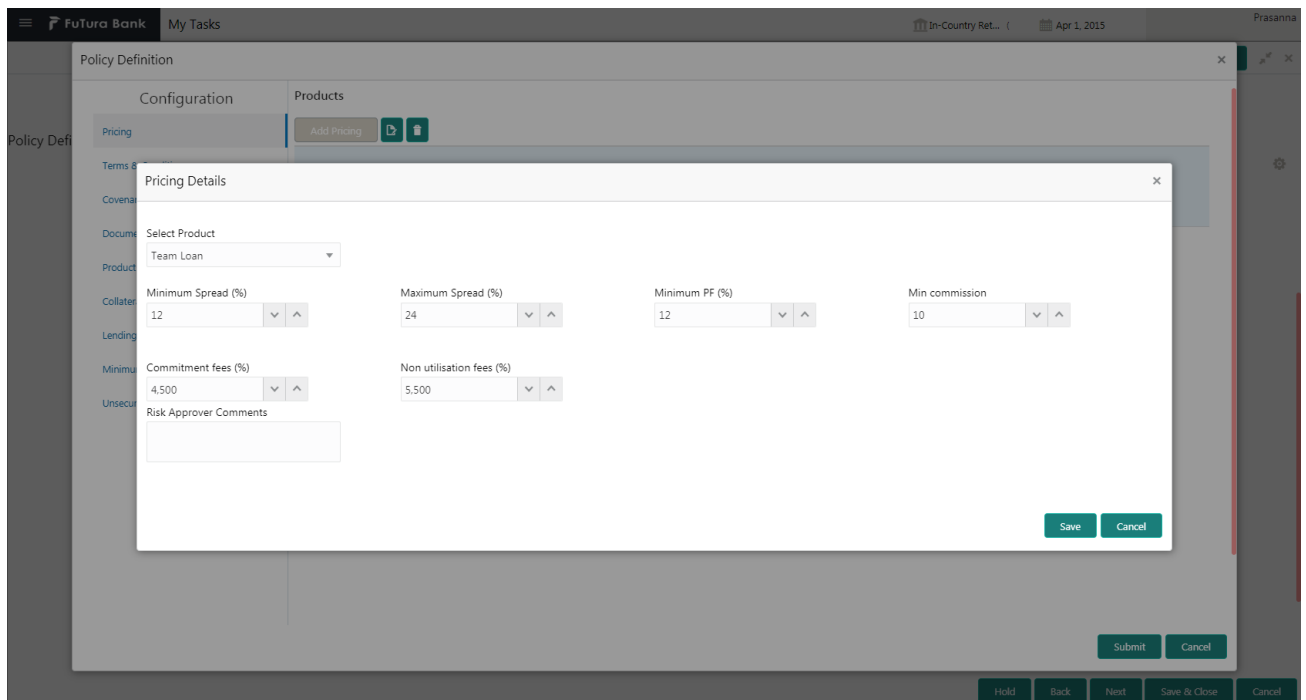 FuTura Bank My Tasks In-Country Ret... ( Apr 1, 2015 Prasanna
Policy Definition
Configuration
Products
Pricing
Add Pricing
Policy Defi
Terms &
Pricing Details
Covena
Docume
Select Product
Team Loan
Product
Minimum Spread (%) Maximum Spread (%) Minimum PF (%) Min commission
Collater
12 24 12 10
Lending
Minimu
Commitment fees (%) Non utilisation fees (%)
4,500 5,500
Unsecur
Risk Approver Comments
Save Cancel
Submit Cancel
Hold Back Next Save & Close Cancel